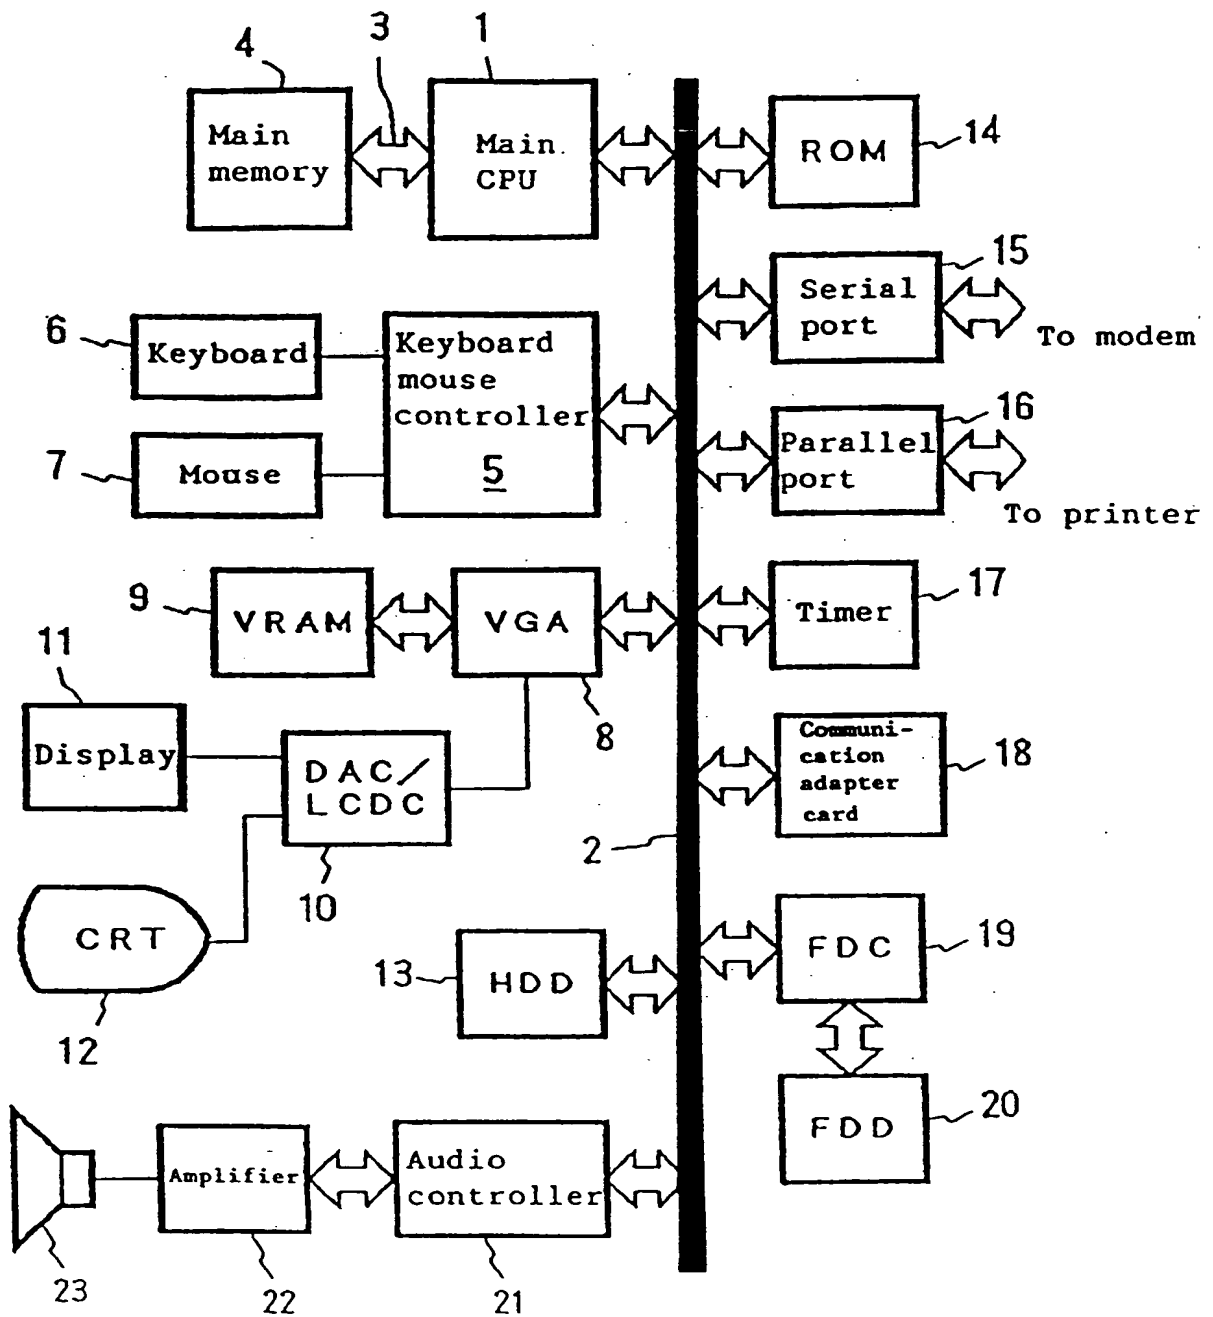 4
3
1
Main
memory
Main
CPU
ROM
14
15
Serial
port
To modem
6
Keyboard
Keyboard
mouse
controller
5
7
Mouse
16
Parallel
port
To printer
9
VRAM
VGA
8
17
Timer
11
Display
DAC/
LCDC
10
Communi-
cation
adapter
card
18
2
CRT
12
13
HDD
FDC
19
FDD
20
Amplifier
22
Audio
controller
21
23